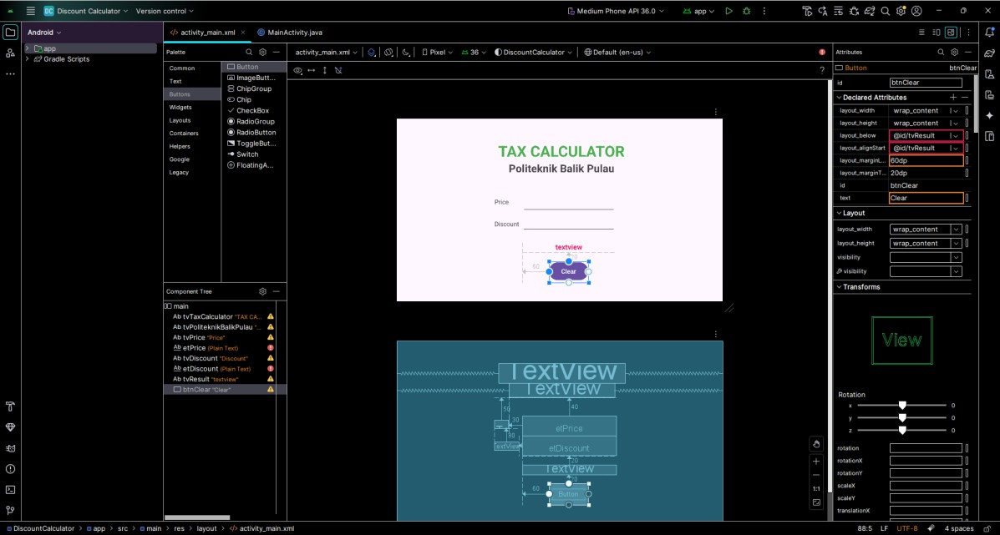 DC Discount Calculator Version control Medium Phone API 36.0 app
Android
activity_main.xml MainActivity.java
app
Gradle Scripts
Palette
Common
Text
Buttons
Widgets
Layouts
Containers
Helpers
Google
Legacy
Button
ImageButt...
ChipGroup
Chip
CheckBox
RadioGroup
RadioButton
ToggleBut...
Switch
FloatingA...
activity_main.xml Pixel 36 DiscountCalculator Default (en-us)
?
TAX CALCULATOR
Politeknik Balik Pulau
Price
Discount
textview
60
Clear
Component Tree
main
Ab tvTaxCalculator "TAX CA...
Ab tvPoliteknikBalikPulau "...
Ab tvPrice "Price"
Ab etPrice (Plain Text)
Ab tvDiscount "Discount"
Ab etDiscount (Plain Text)
Ab tvResult "textview"
btnClear "Clear"
TextView
TextView
50
40
30
etPrice
30
TextView
etDiscount
20
TextView
60
Button
1:1
Attributes
Button btnClear
id btnClear
Declared Attributes
layout_width wrap_content
layout_height wrap_content
layout_below @id/tvResult
layout_alignStart @id/tvResult
layout_marginL... 60dp
layout_marginT... 20dp
id btnClear
text Clear
Layout
layout_width wrap_content
layout_height wrap_content
visibility
visibility
Transforms
View
Rotation
x 0
y 0
z 0
rotation
rotationX
rotationY
scaleX
scaleY
translationX
DiscountCalculator > app > src > main > res > layout > activity_main.xml 88:5 LF UTF-8 4 spaces